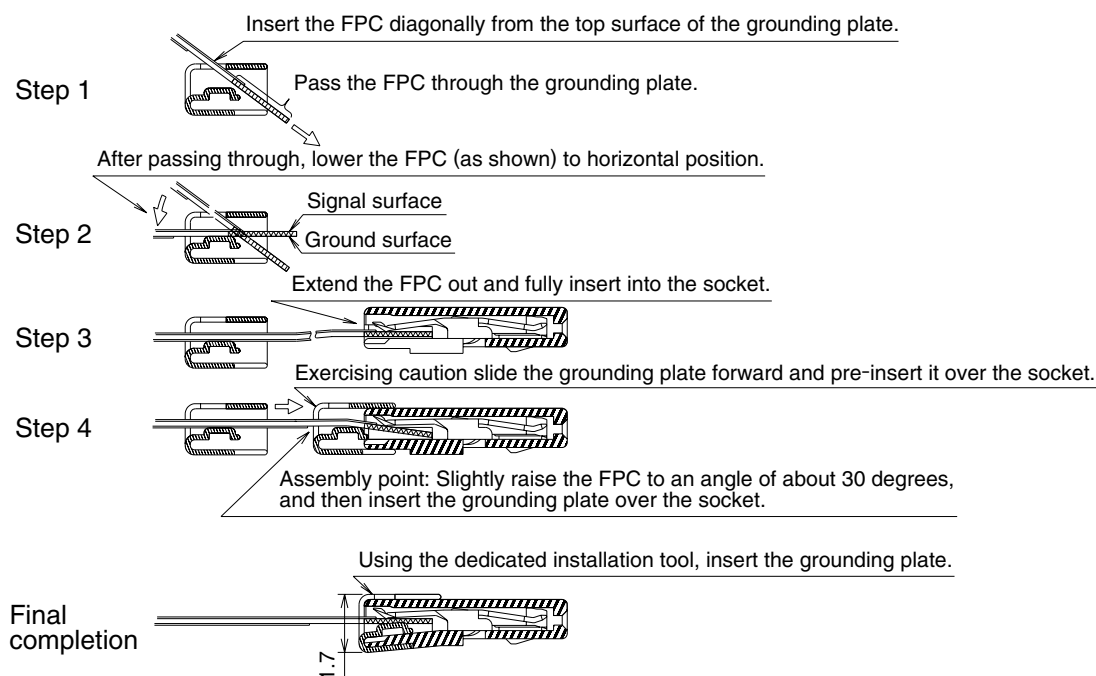 Insert the FPC diagonally from the top surface of the grounding plate.
Step 1
Pass the FPC through the grounding plate.
After passing through, lower the FPC (as shown) to horizontal position.
Signal surface
Step 2
Ground surface
Extend the FPC out and fully insert into the socket.
Step 3
Exercising caution slide the grounding plate forward and pre-insert it over the socket.
Step 4
Assembly point: Slightly raise the FPC to an angle of about 30 degrees,
and then insert the grounding plate over the socket.
Using the dedicated installation tool, insert the grounding plate.
Final
completion
1.7